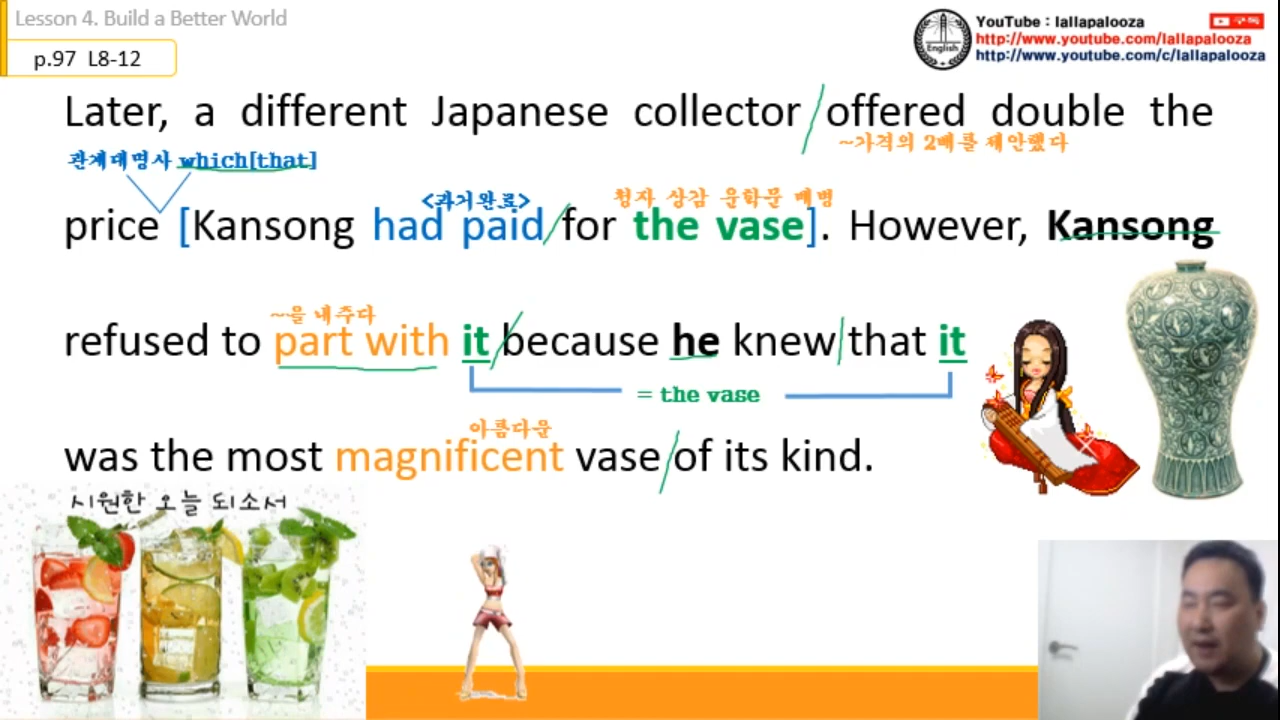 Lesson 4. Build a Better World
p.97 L8-12
English
YouTube : lallapalooza
구독
http://www.youtube.com/lallapalooza
http://www.youtube.com/c/lallapalooza
Later, a different Japanese collector offered double the
~가격의 2배를 제안했다
관계대명사 which[that]
<과거완료>
청자 상감 운학문 매병
price [Kansong had paid for the vase]. However, Kansong
~을 내주다
refused to part with it because he knew that it
= the vase
아름다운
was the most magnificent vase of its kind.
시원한 오늘 되소서